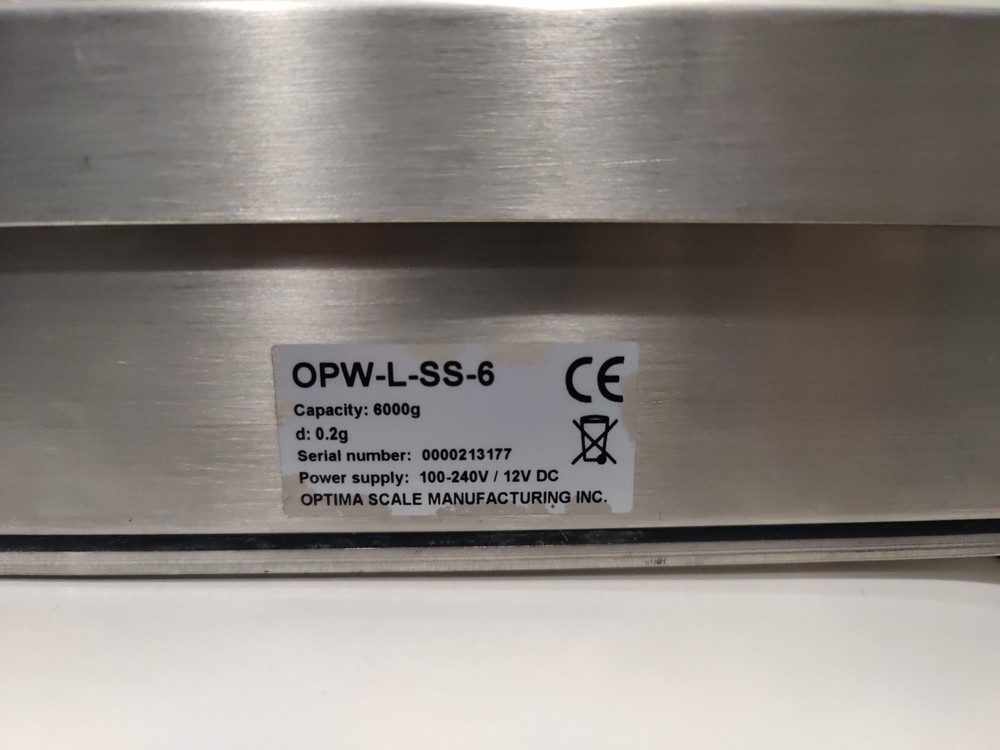 OPW-L-SS-6
CE
Capacity: 6000g
d: 0.2g
Serial number: 0000213177
Power supply: 100-240V / 12V DC
OPTIMA SCALE MANUFACTURING INC.